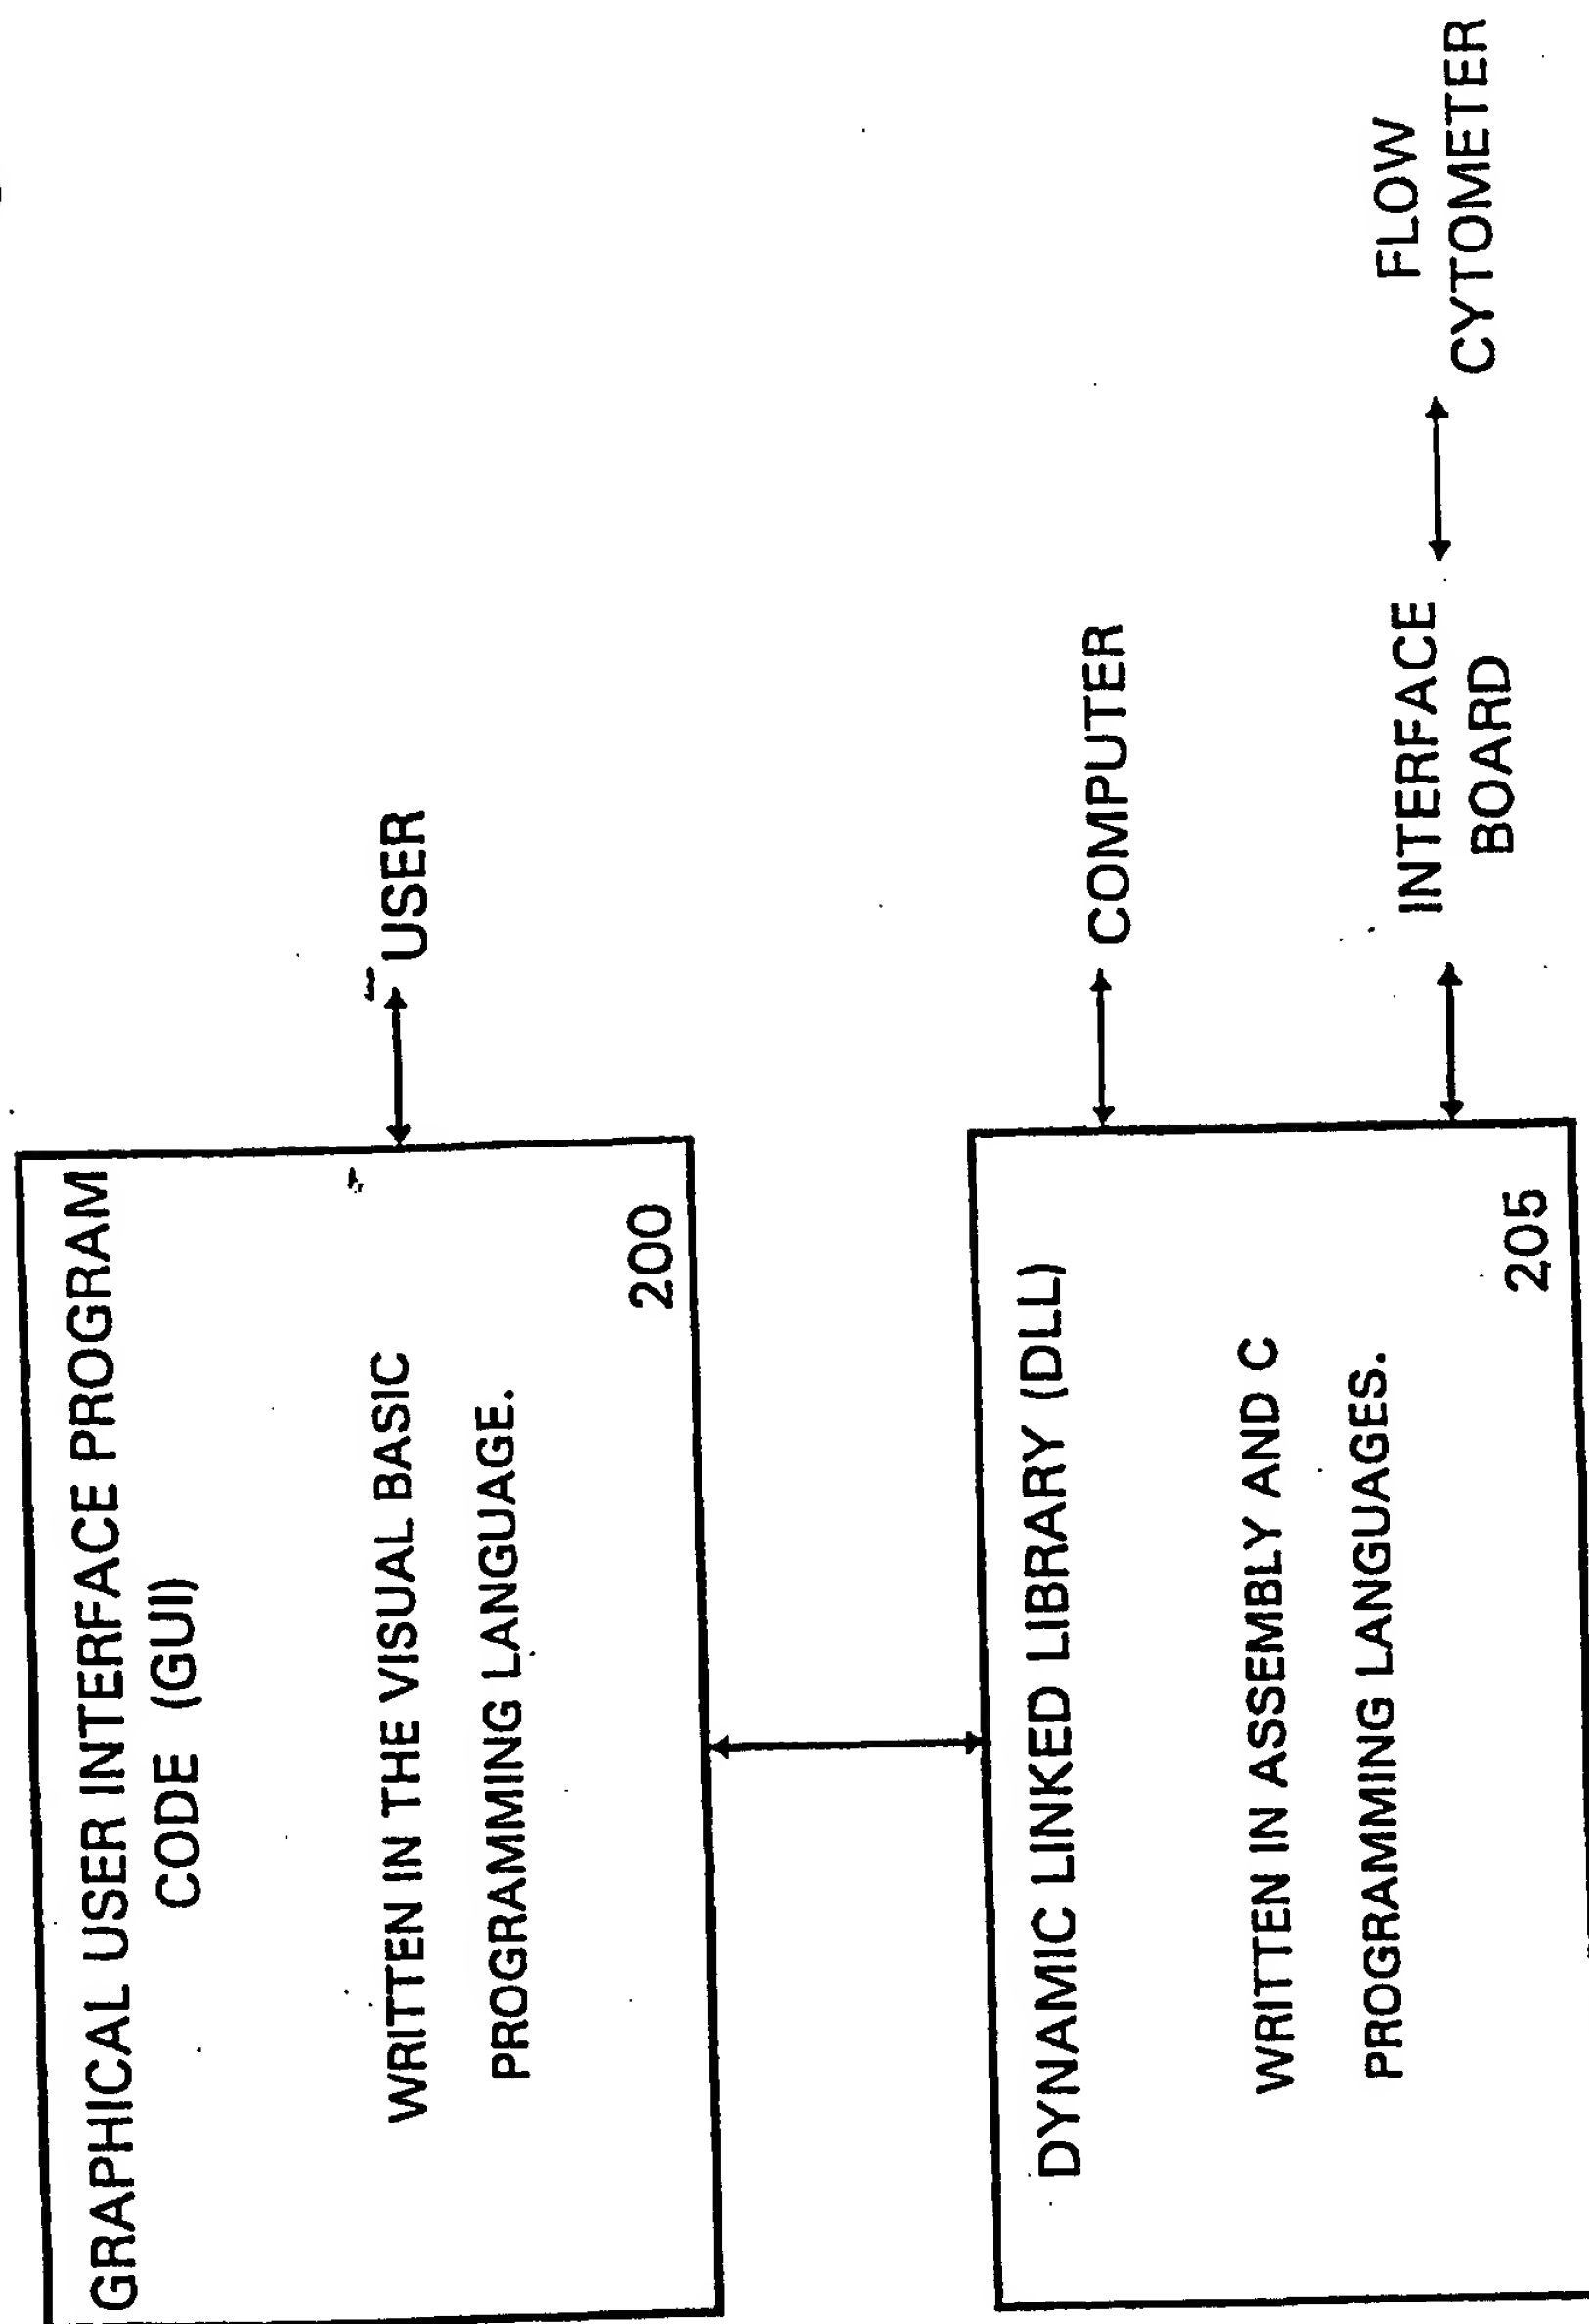 GRAPHICAL USER INTERFACE PROGRAM
CODE (GUI)
WRITTEN IN THE VISUAL BASIC
PROGRAMMING LANGUAGE.
200
USER
DYNAMIC LINKED LIBRARY (DLL)
WRITTEN IN ASSEMBLY AND C
PROGRAMMING LANGUAGES.
205
COMPUTER
INTERFACE
BOARD
FLOW
CYTOMETER